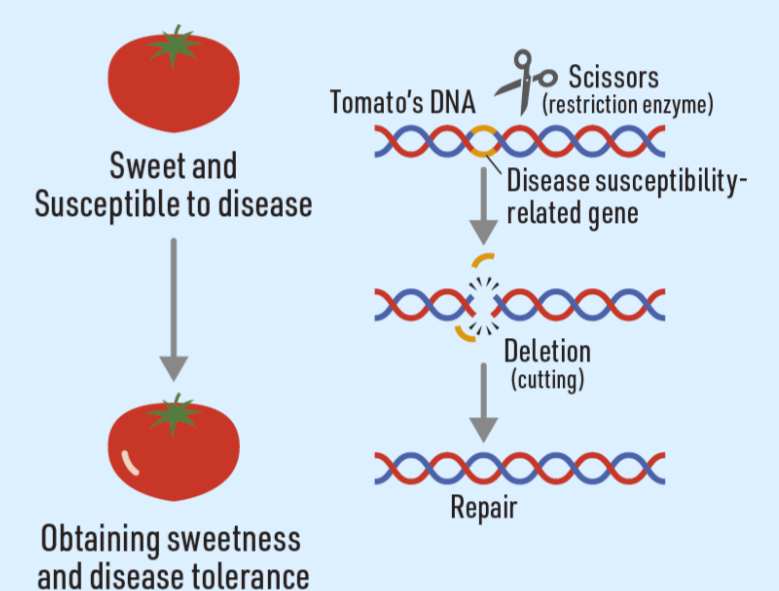 Sweet and
Susceptible to disease
Obtaining sweetness
and disease tolerance
Tomato's DNA
Scissors
(restriction enzyme)
Disease susceptibility-
related gene
Deletion
(cutting)
Repair